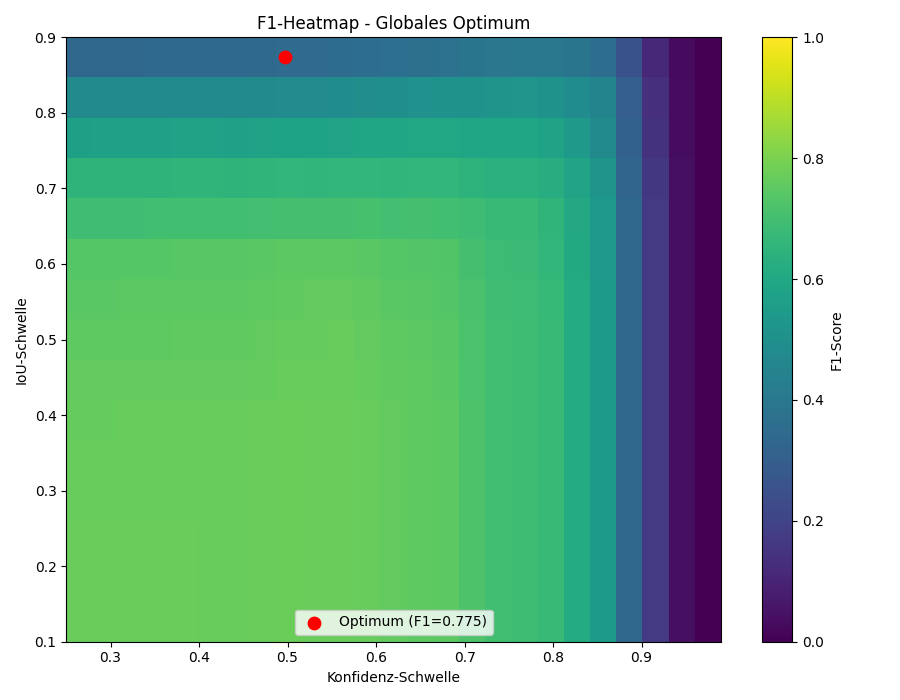 F1-Heatmap - Globales Optimum
0.9
0.8
0.7
0.6
0.5
0.4
0.3
0.2
0.1
IoU-Schwelle
0.3 0.4 0.5 0.6 0.7 0.8 0.9
Konfidenz-Schwelle
Optimum (F1=0.775)
1.0
0.8
0.6
0.4
0.2
0.0
F1-Score